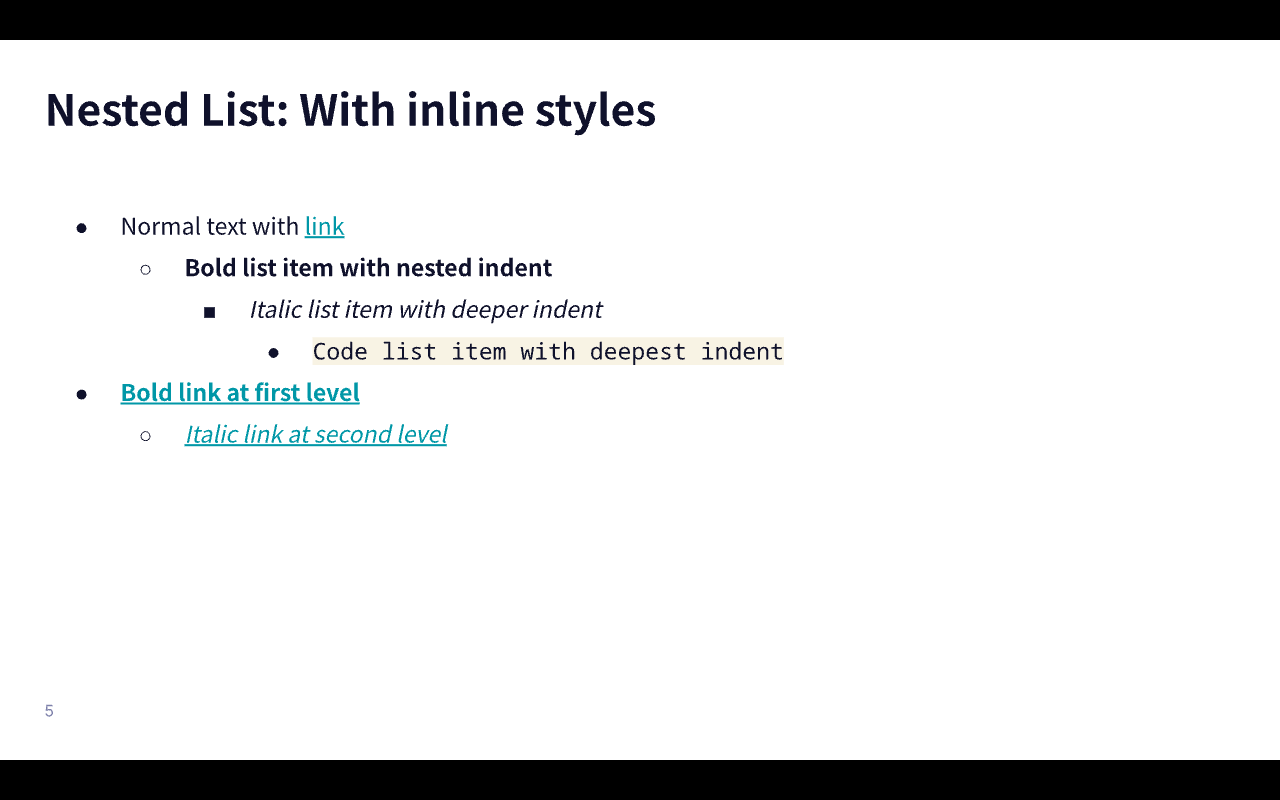 Nested List: With inline styles
● Normal text with link
○ Bold list item with nested indent
■ Italic list item with deeper indent
● Code list item with deepest indent
● Bold link at first level
○ Italic link at second level
5